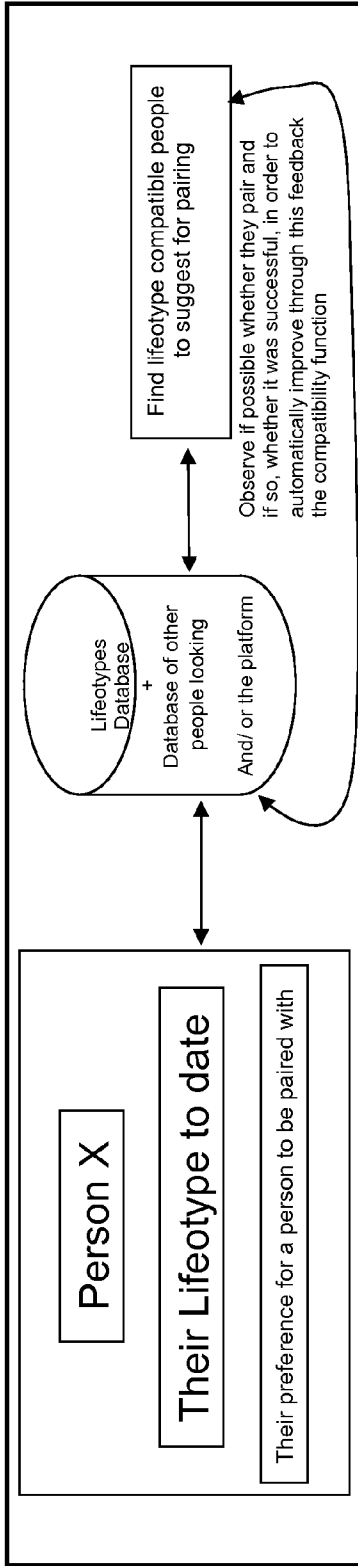 Person X
Their Lifeotype to date
Their preference for a person to be paired with
Lifeotypes
Database
+
Database of other
people looking
And/ or the platform
Find lifeotype compatible people
to suggest for pairing
Observe if possible whether they pair and
if so, whether it was successful, in order to
automatically improve through this feedback
the compatibility function